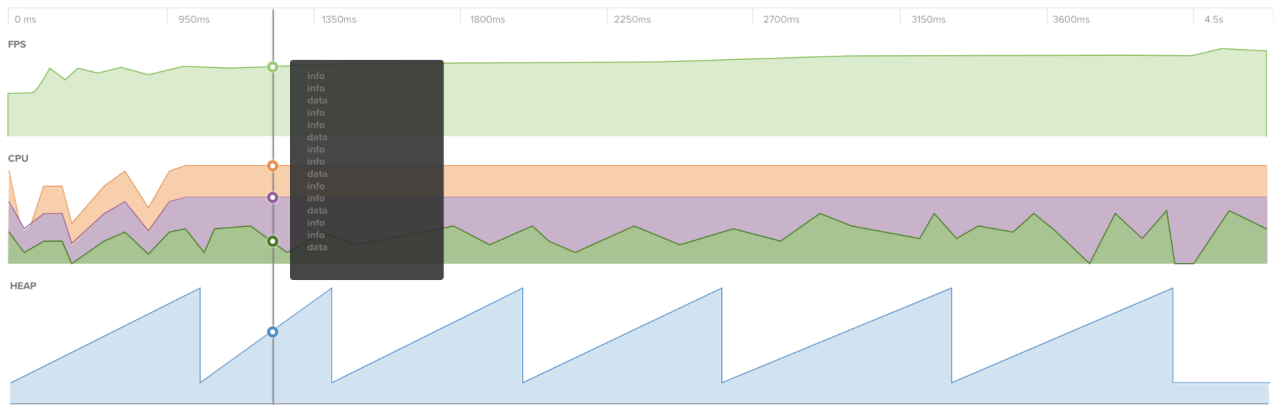 0 ms 950ms 1350ms 1800ms 2250ms 2700ms 3150ms 3600ms 4.5s
FPS
info
info
data
info
info
data
info
info
data
info
info
data
info
info
data
CPU
HEAP